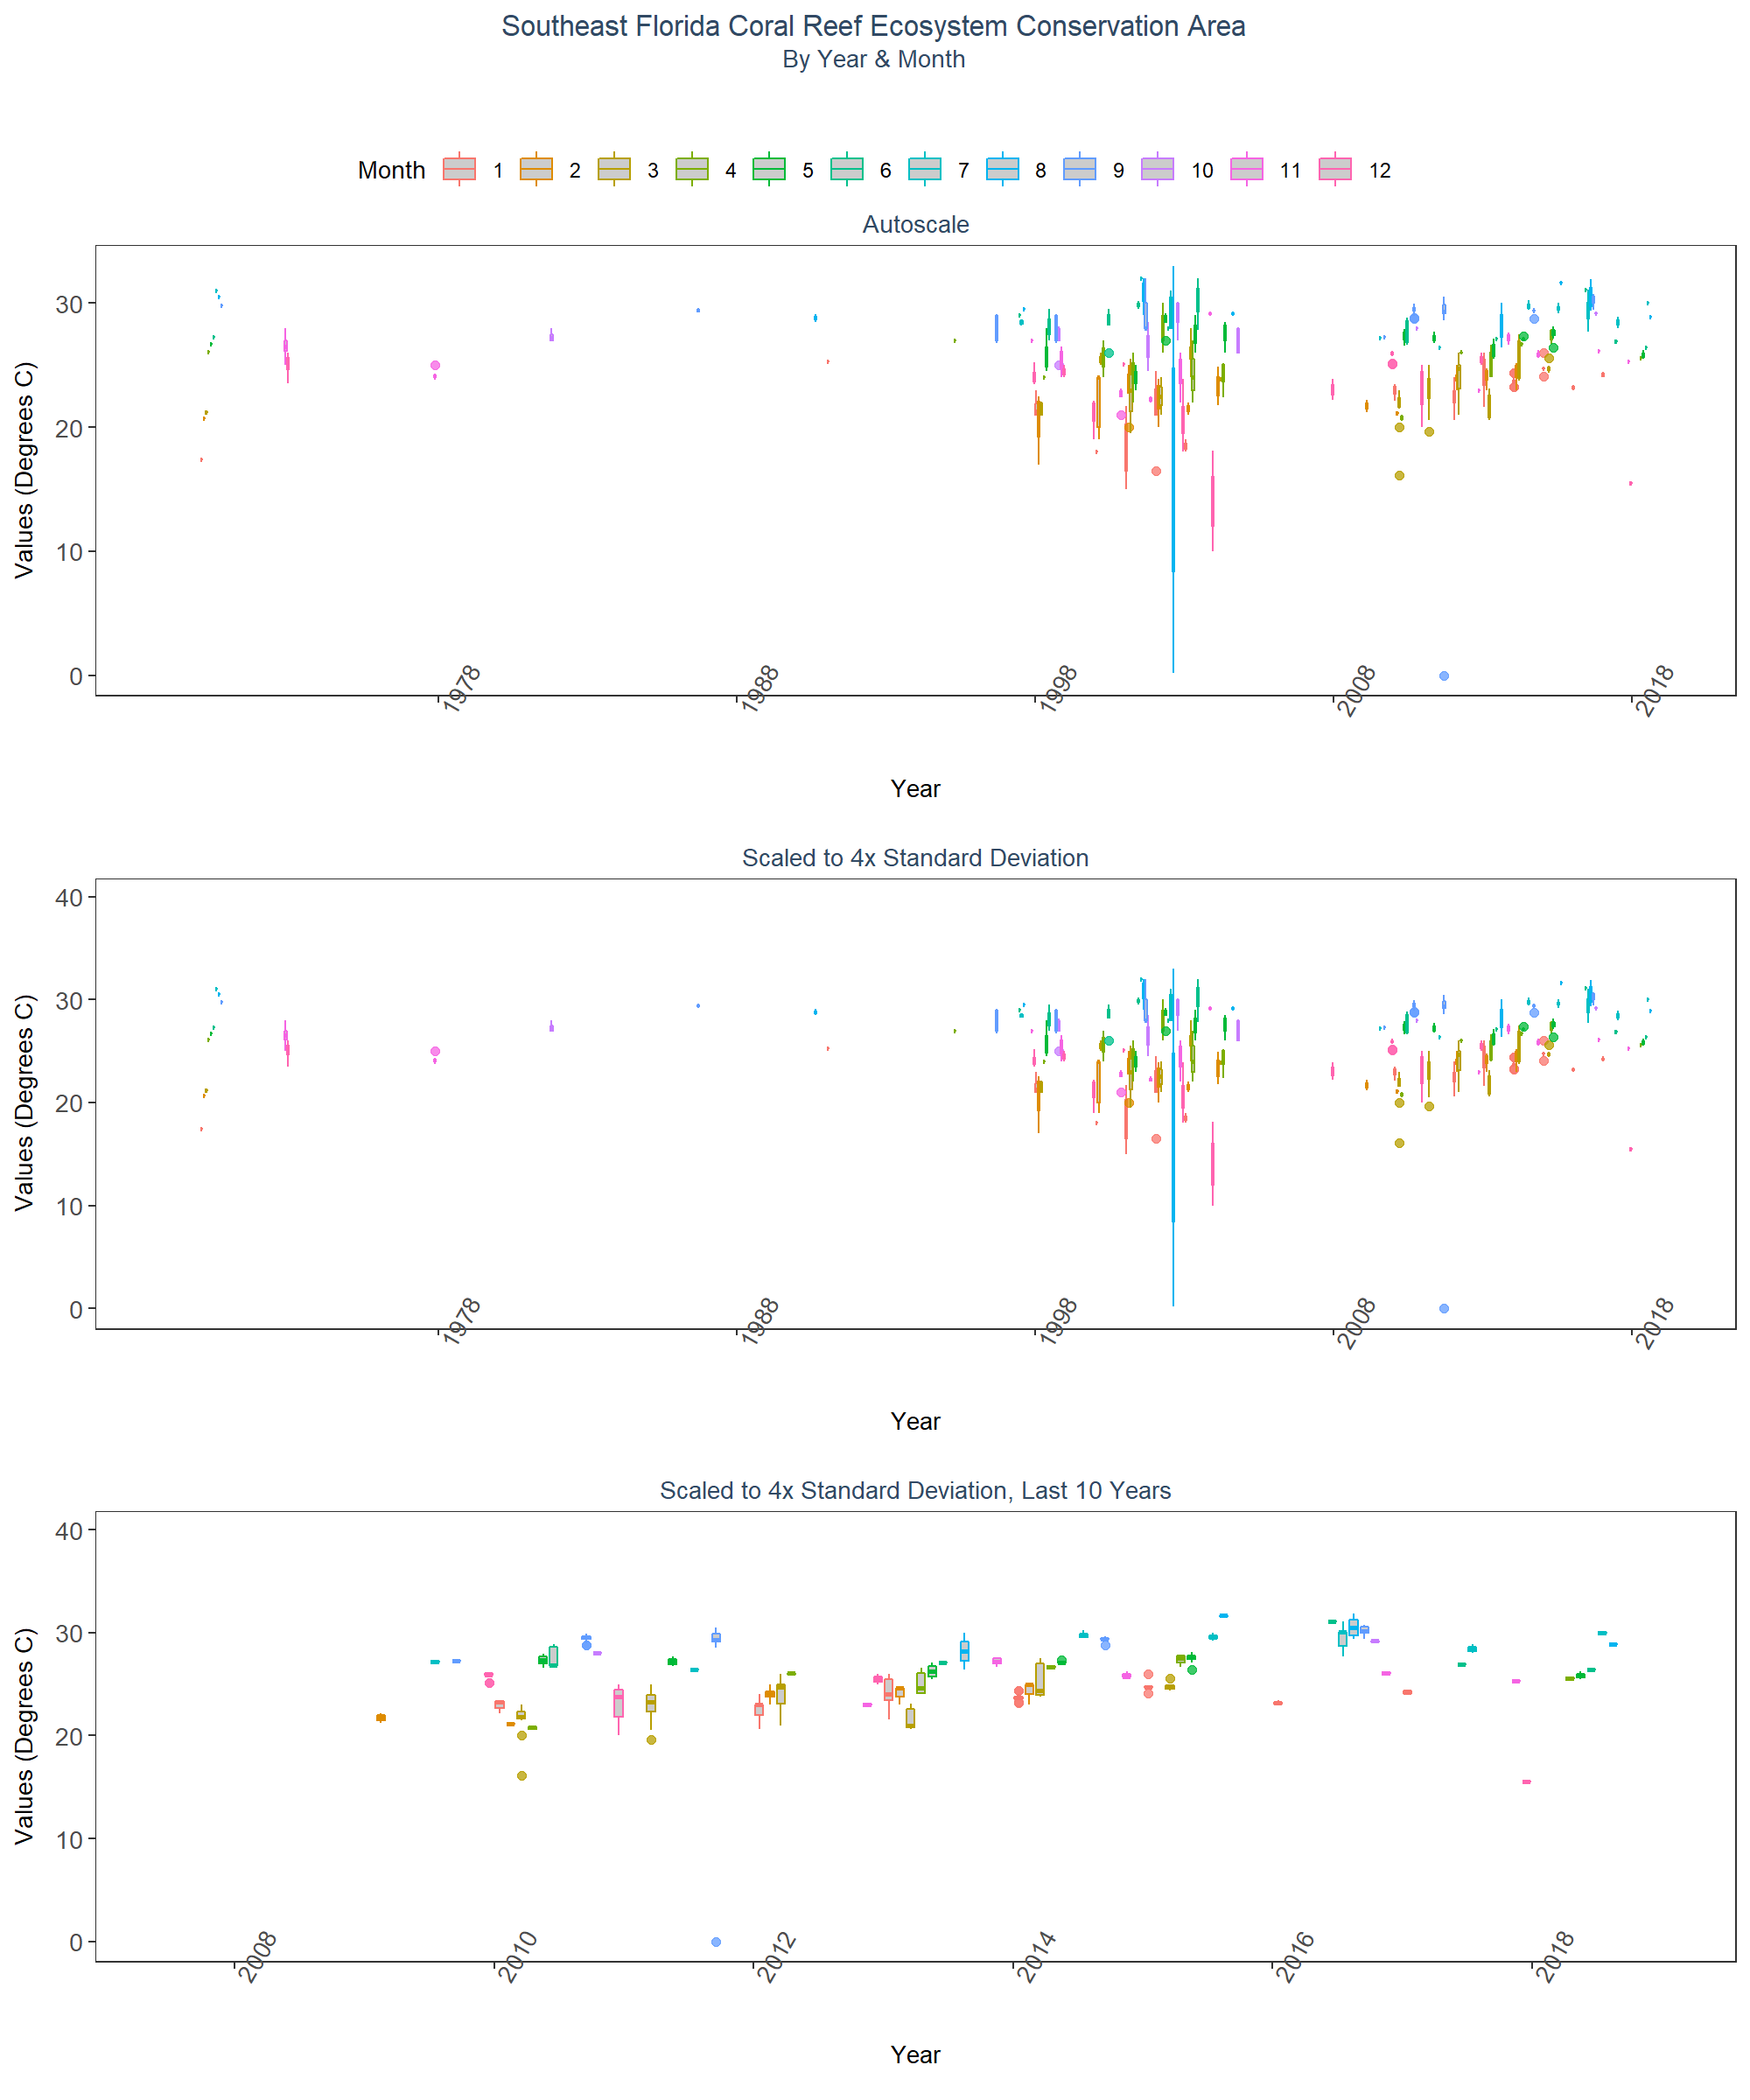 Southeast Florida Coral Reef Ecosystem Conservation Area
By Year & Month
Month 1 2 3 4 5 6 7 8 9 10 11 12
Autoscale
Values (Degrees C)
30
20
10
0
1978 1988 1998 2008 2018
Year
Scaled to 4x Standard Deviation
Values (Degrees C)
40
30
20
10
0
1978 1988 1998 2008 2018
Year
Scaled to 4x Standard Deviation, Last 10 Years
Values (Degrees C)
40
30
20
10
0
2008 2010 2012 2014 2016 2018
Year